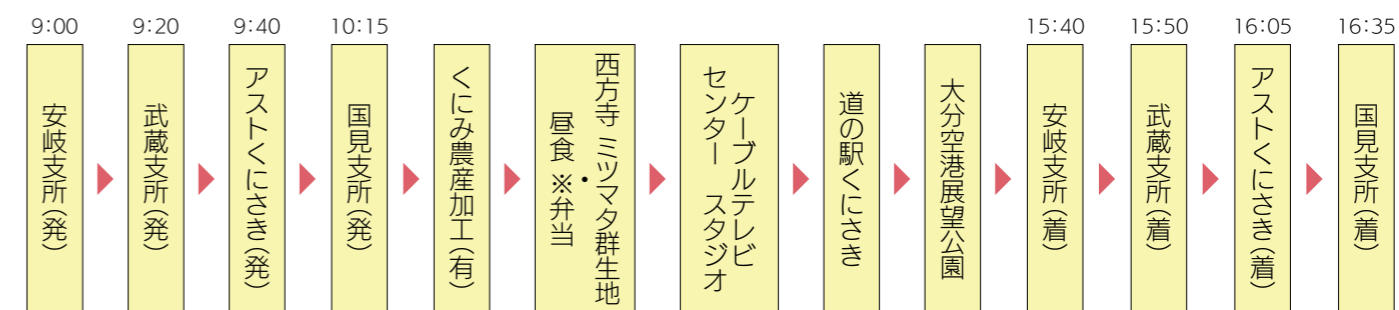 9:00
安岐支所(発)
9:20
武蔵支所(発)
9:40
アストくにさき(発)
10:15
国見支所(発)
くにみ農産加工(有)
西方寺 ミツマタ群生地・
昼食 ※弁当
ケーブルテレビ
センター スタジオ
道の駅くにさき
大分空港展望公園
15:40
安岐支所(着)
15:50
武蔵支所(着)
16:05
アストくにさき(着)
16:35
国見支所(着)